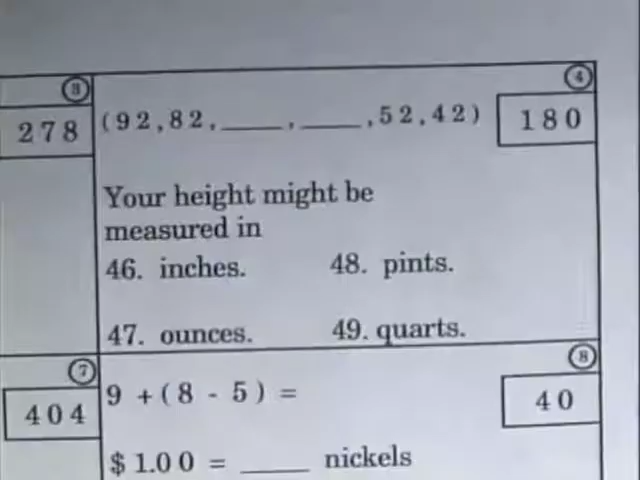 3
4
278
(92,82,____,____,52,42)
180
Your height might be
measured in
46. inches.
48. pints.
47. ounces.
49. quarts.
7
8
404
9 + (8 - 5) =
40
$1.00 = ____ nickels